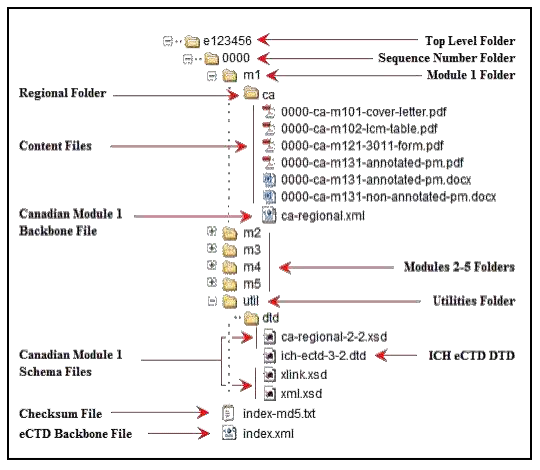 e123456 Top Level Folder
0000 Sequence Number Folder
m1 Module 1 Folder
Regional Folder ca
0000-ca-m101-cover-letter.pdf
0000-ca-m102-lcm-table.pdf
Content Files 0000-ca-m121-3011-form.pdf
0000-ca-m131-annotated-pm.pdf
0000-ca-m131-annotated-pm.docx
0000-ca-m131-non-annotated-pm.docx
Canadian Module 1
Backbone File ca-regional.xml
m2
m3
m4 Modules 2-5 Folders
m5
util Utilities Folder
dtd
ca-regional-2-2.xsd
Canadian Module 1
Schema Files
ich-ectd-3-2.dtd ICH eCTD DTD
xlink.xsd
xml.xsd
Checksum File index-md5.txt
eCTD Backbone File index.xml